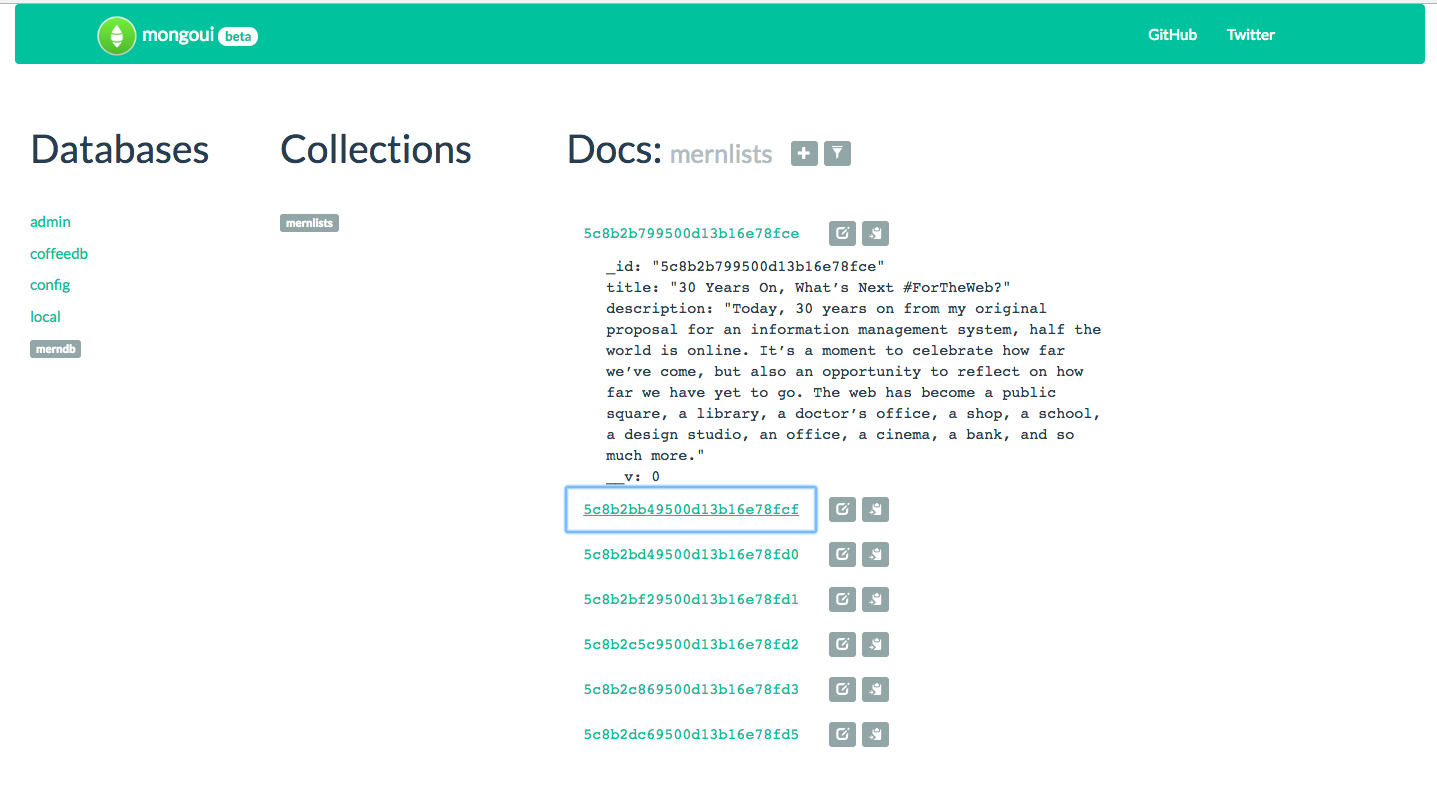 mongoui beta
GitHub Twitter
Databases
admin
coffeedb
config
local
merndb
Collections
mernlists
Docs: mernlists
5c8b2b799500d13b16e78fce
_id: "5c8b2b799500d13b16e78fce"
title: "30 Years On, What’s Next #ForTheWeb?"
description: "Today, 30 years on from my original
proposal for an information management system, half the
world is online. It’s a moment to celebrate how far
we’ve come, but also an opportunity to reflect on how
far we have yet to go. The web has become a public
square, a library, a doctor’s office, a shop, a school,
a design studio, an office, a cinema, a bank, and so
much more."
__v: 0
5c8b2bb49500d13b16e78fcf
5c8b2bd49500d13b16e78fd0
5c8b2bf29500d13b16e78fd1
5c8b2c5c9500d13b16e78fd2
5c8b2c869500d13b16e78fd3
5c8b2dc69500d13b16e78fd5